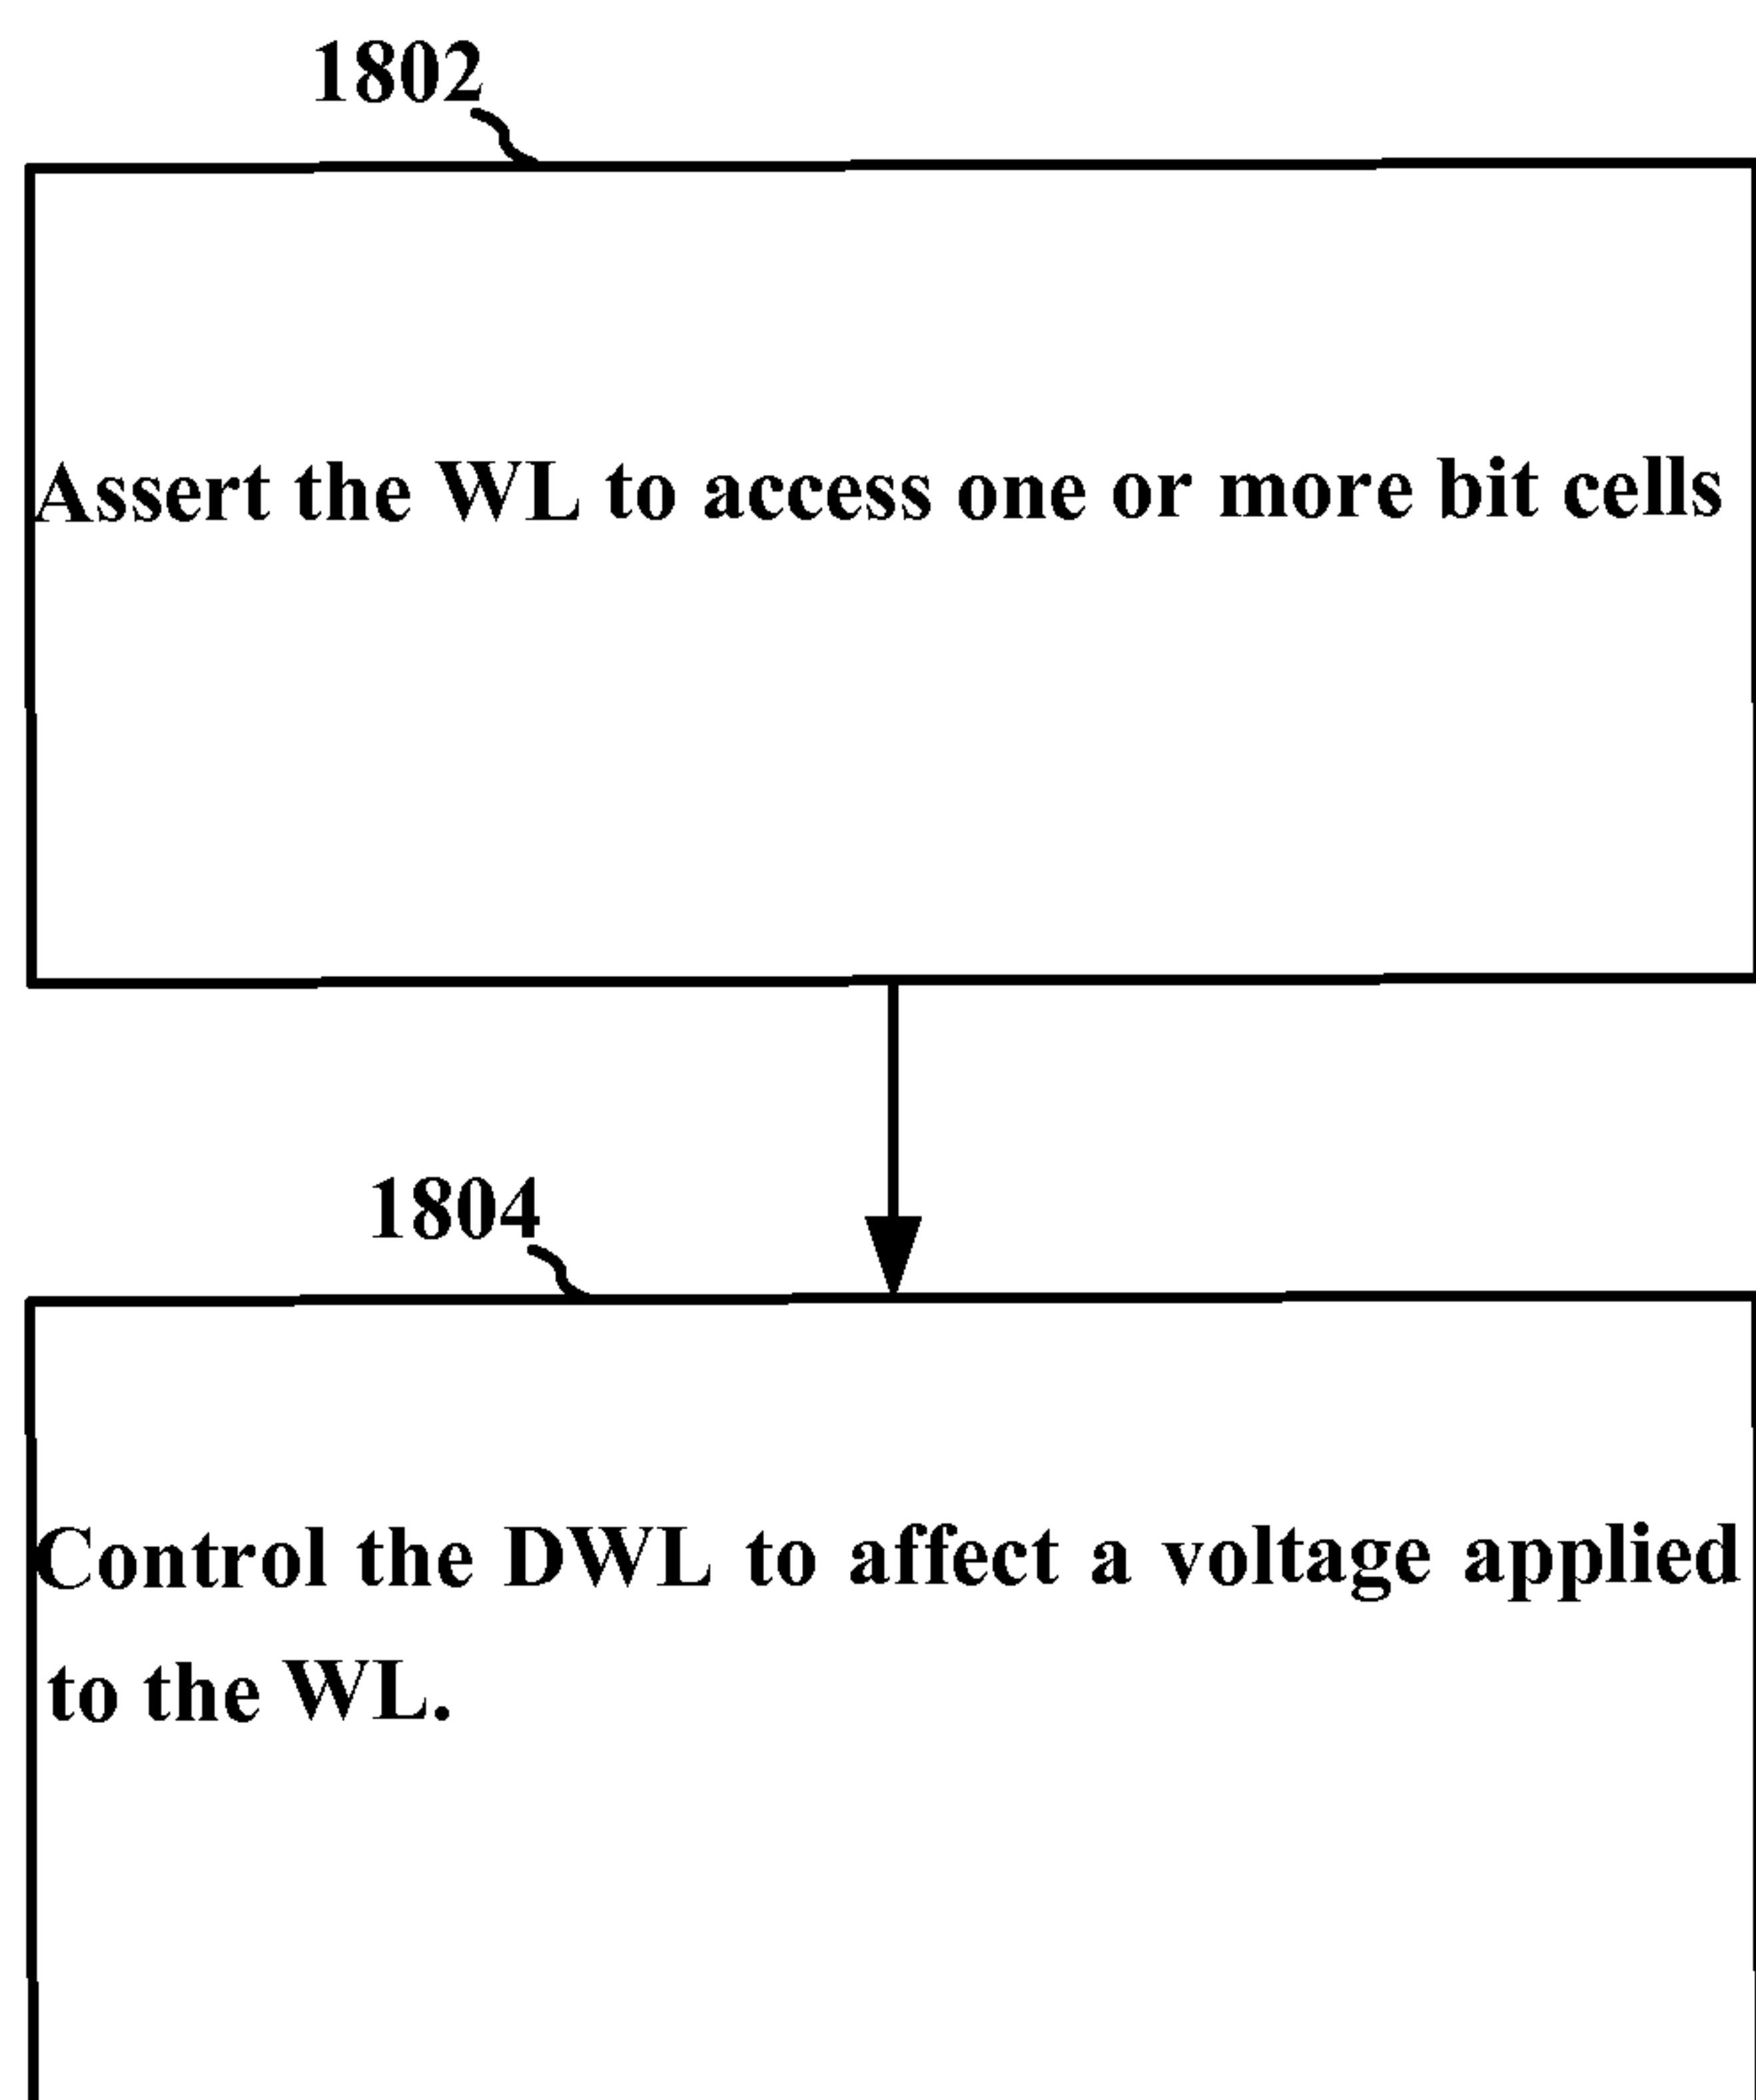 1802
Assert the WL to access one or more bit cells
1804
Control the DWL to affect a voltage applied
to the WL.